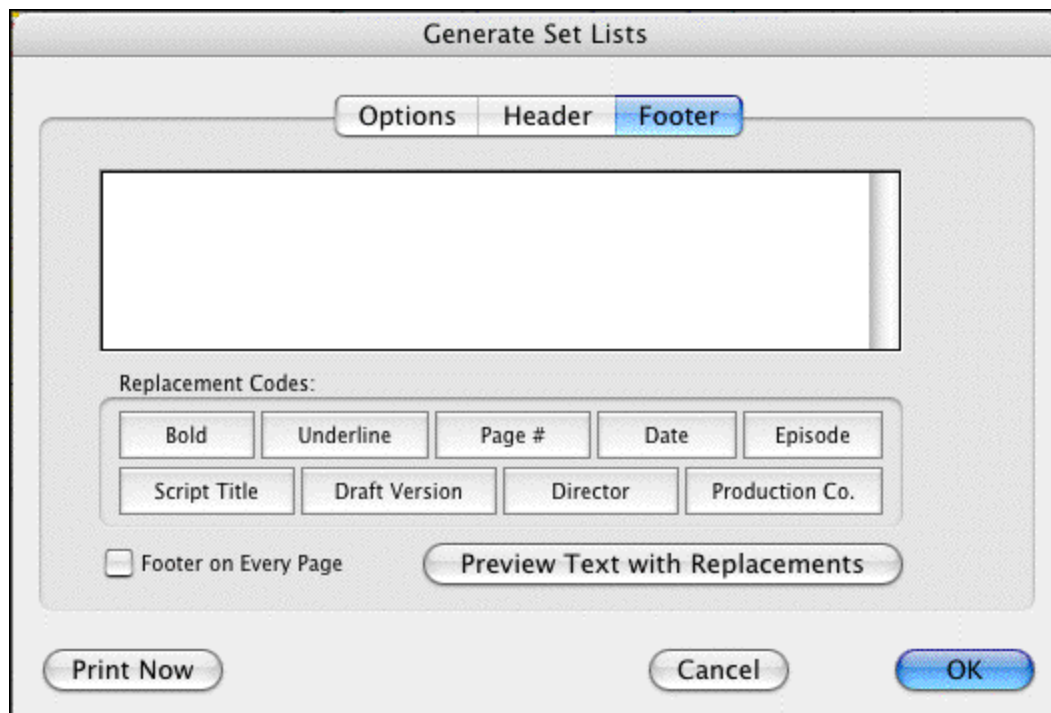 Generate Set Lists
Options Header Footer
Replacement Codes:
Bold Underline Page # Date Episode
Script Title Draft Version Director Production Co.
Footer on Every Page Preview Text with Replacements
Print Now Cancel OK